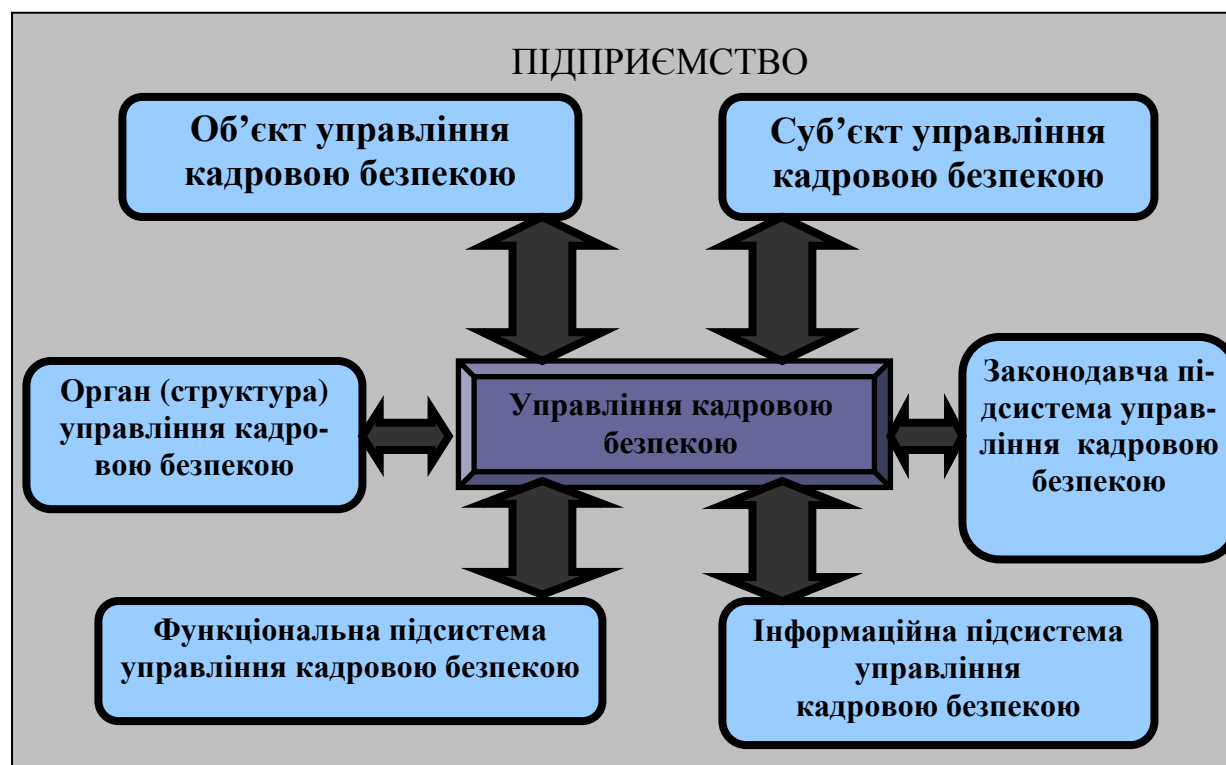 ПІДПРИЄМСТВО
Об’єкт управління
кадровою безпекою
Суб’єкт управління
кадровою безпекою
Орган (структура)
управління кадро-
вою безпекою
Управління кадровою
безпекою
Законодавча пі-
дсистема управ-
ління кадровою
безпекою
Функціональна підсистема
управління кадровою безпекою
Інформаційна підсистема
управління
кадровою безпекою